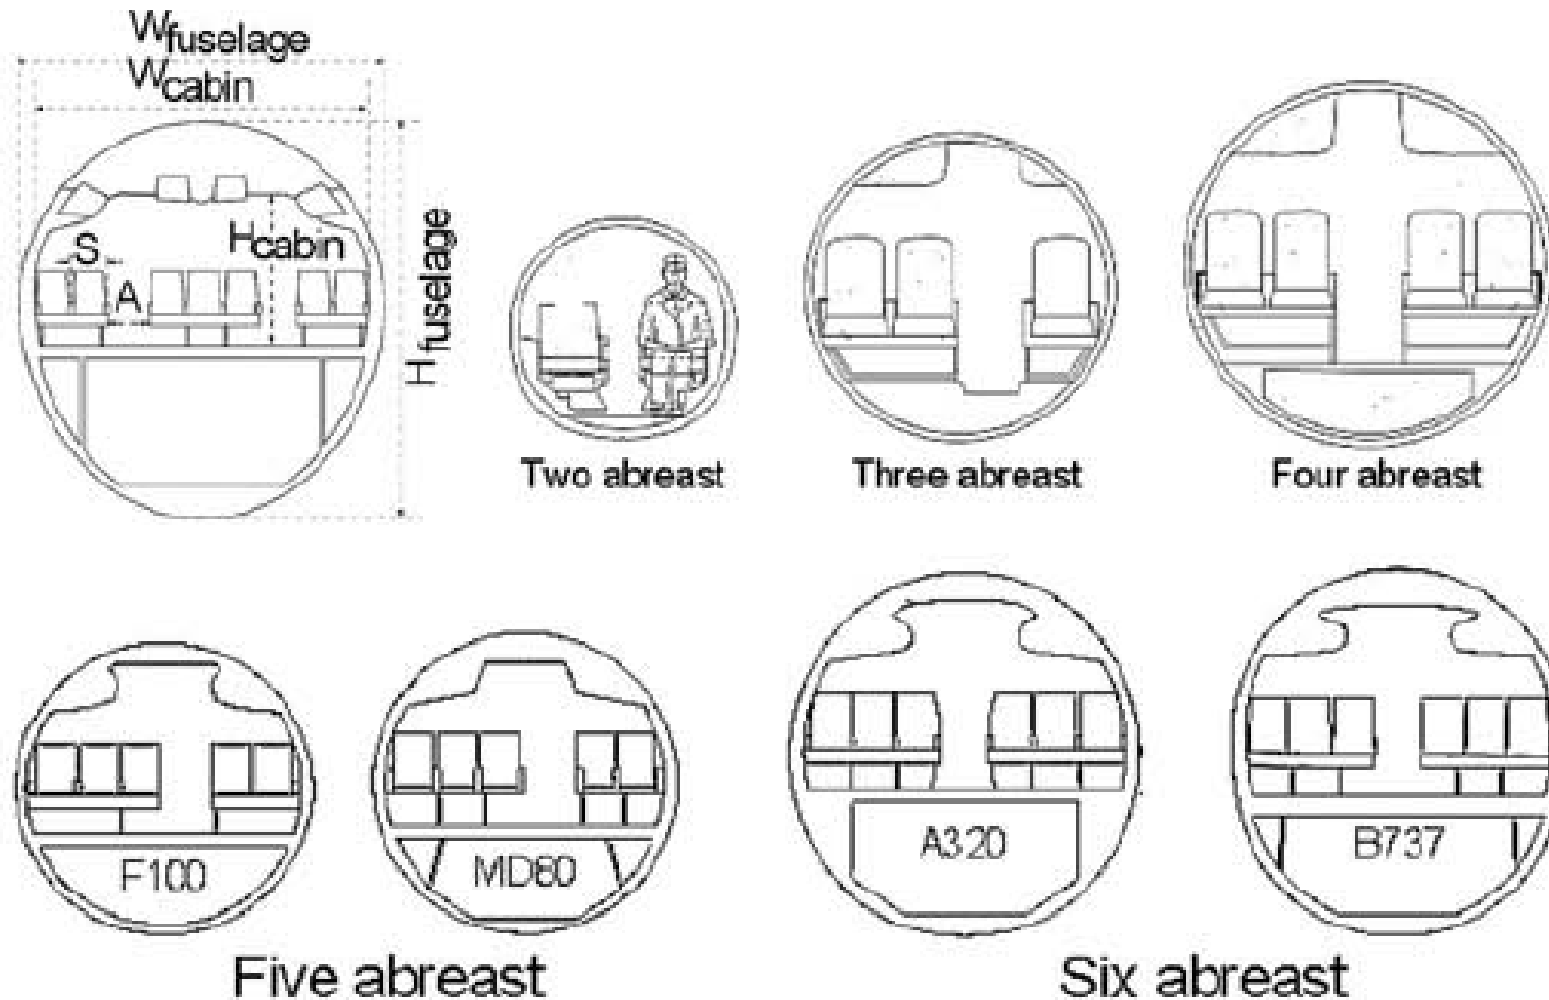 Wfuselage
Wcabin
S
A
Hcabin
Hfuselage
Two abreast
Three abreast
Four abreast
F100
MD80
A320
B737
Five abreast
Six abreast